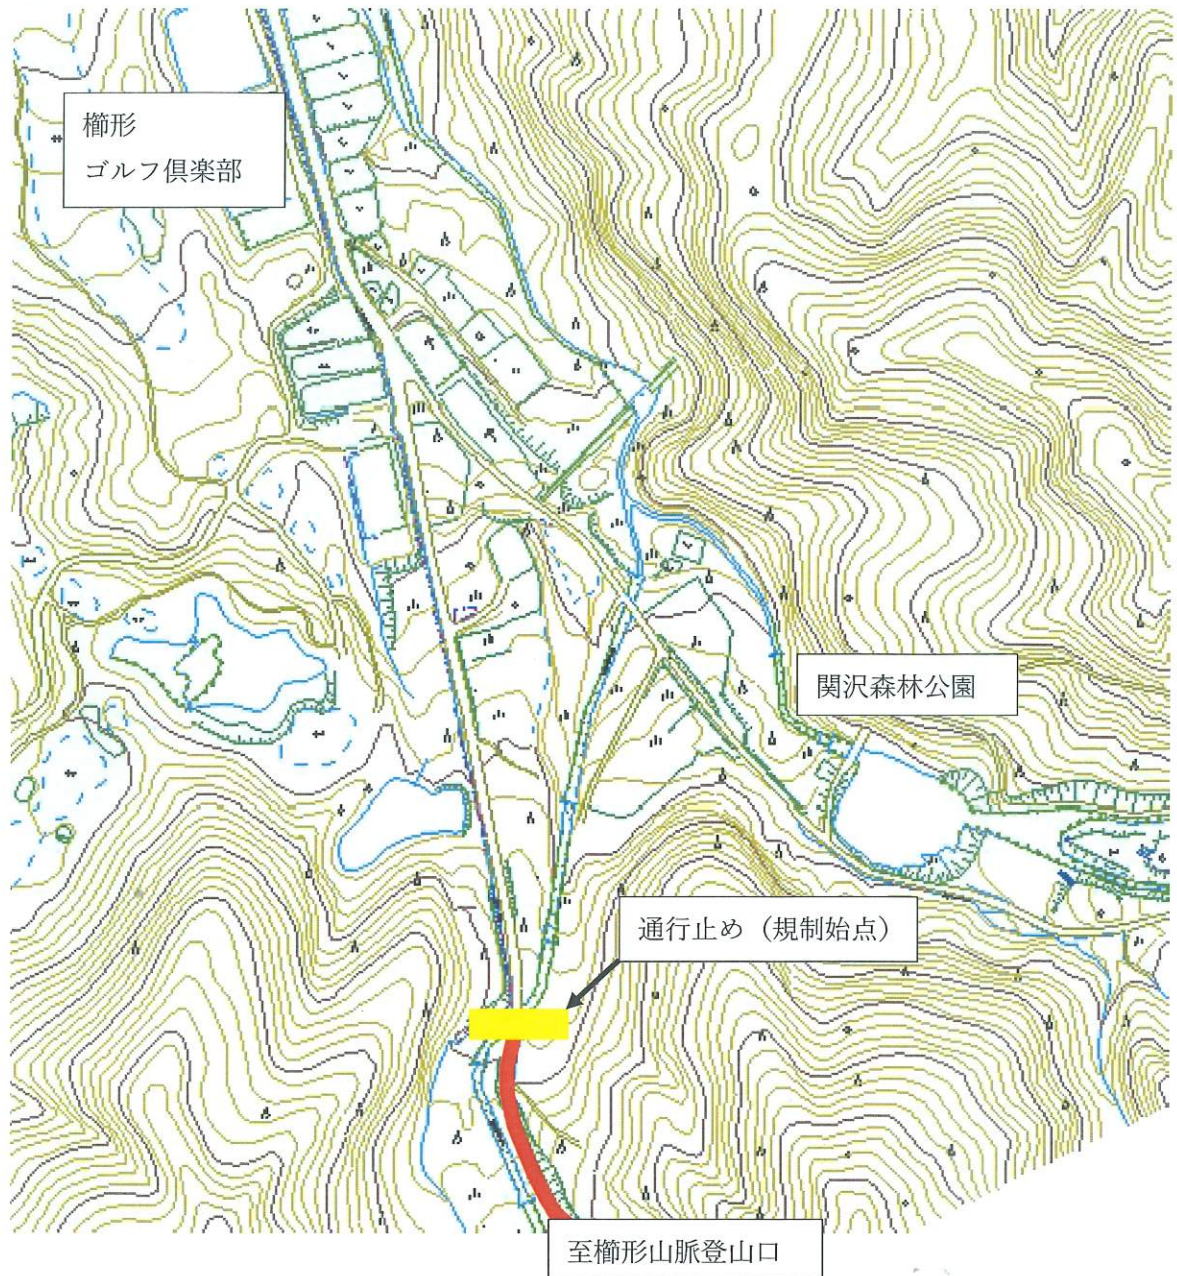 櫛形
ゴルフ倶楽部
関沢森林公園
通行止め（規制始点）
至櫛形山脈登山口